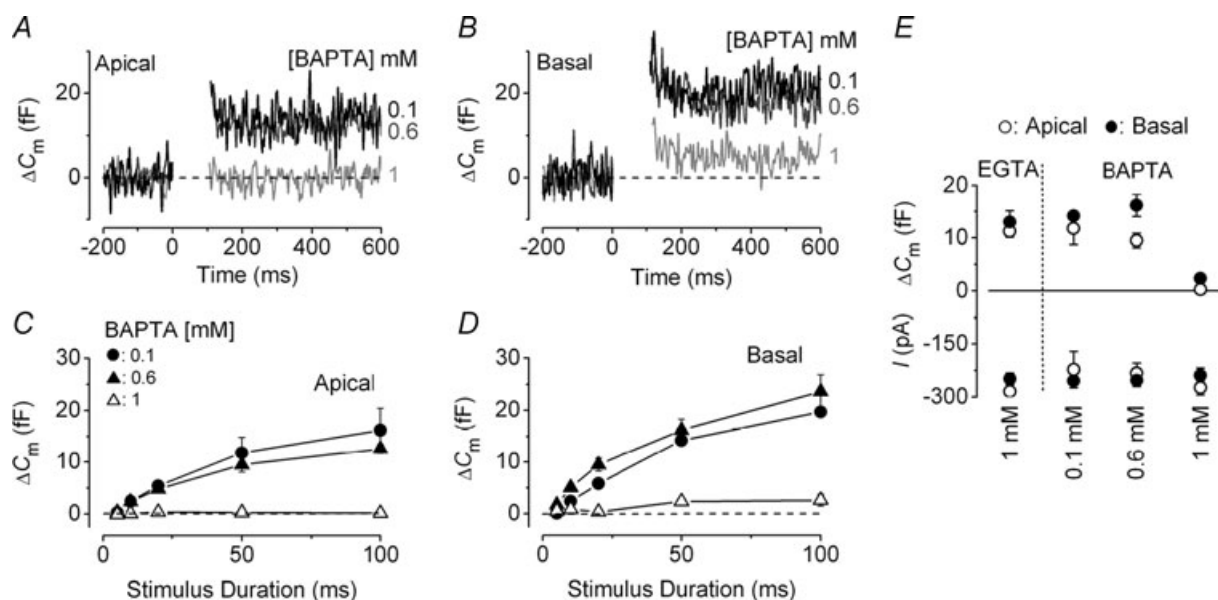 A
Apical
[BAPTA] mM
0.1
0.6
1
ΔCm (fF)
20
0
-200 0 200 400 600
Time (ms)
B
Basal
[BAPTA] mM
0.1
0.6
1
ΔCm (fF)
20
0
-200 0 200 400 600
Time (ms)
C
BAPTA [mM]
●: 0.1
▲: 0.6
△: 1
Apical
ΔCm (fF)
30
20
10
0
0 50 100
Stimulus Duration (ms)
D
Basal
ΔCm (fF)
30
20
10
0
0 50 100
Stimulus Duration (ms)
E
○: Apical ●: Basal
EGTA BAPTA
ΔCm (fF)
20
10
0
I (pA)
-150
-300
1 mM
0.1 mM
0.6 mM
1 mM